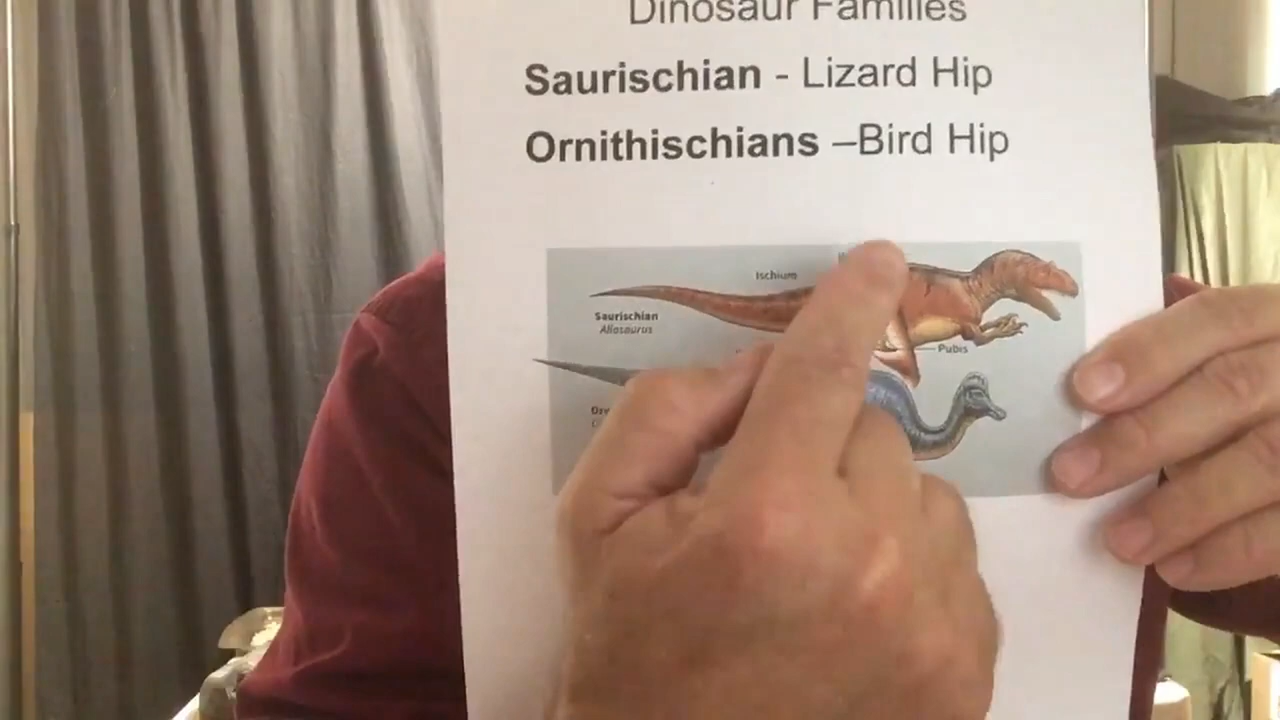 Dinosaur Families
Saurischian - Lizard Hip
Ornithischians –Bird Hip
Ischium
Saurischian
Allosaurus
Pubis